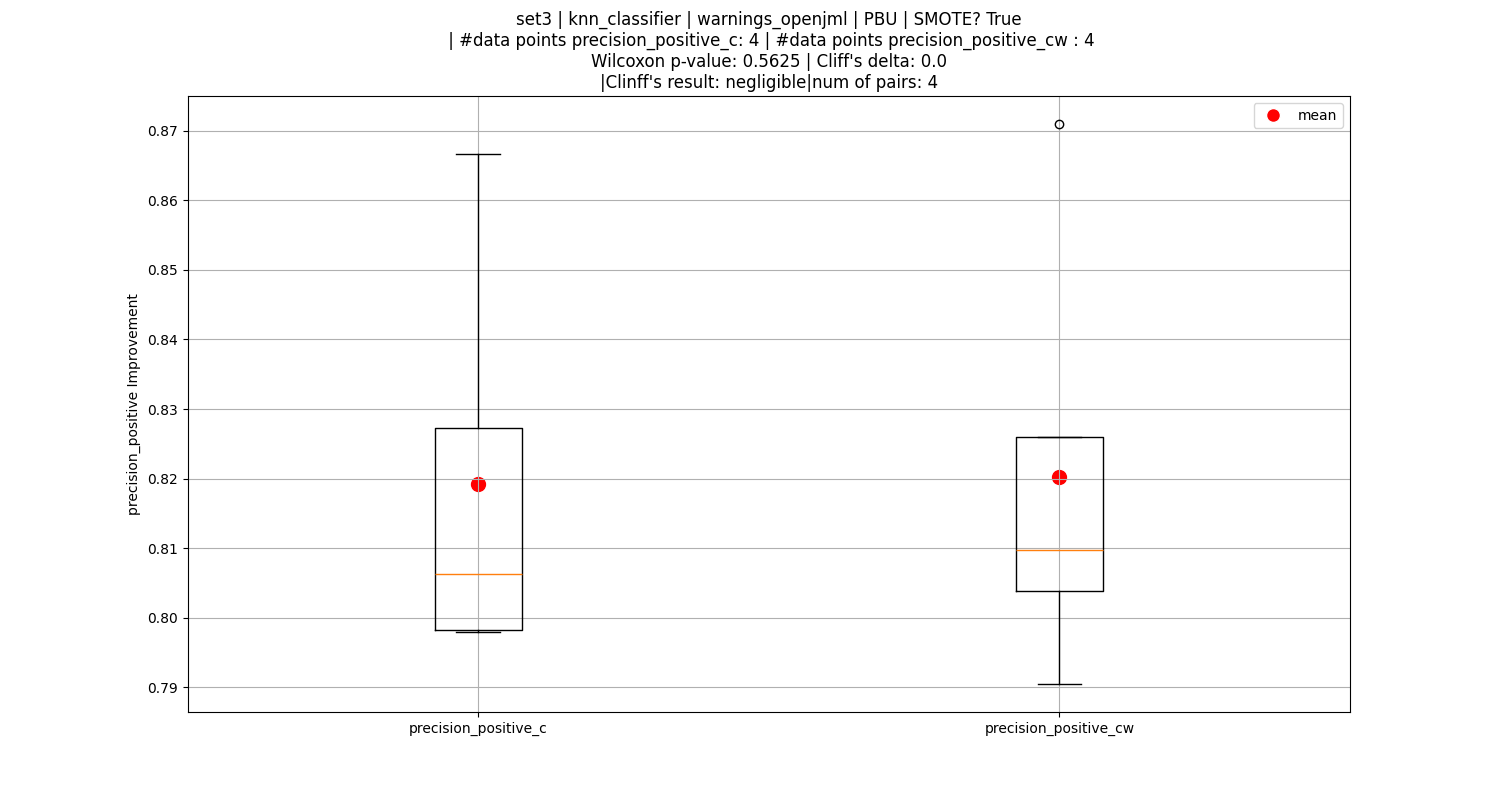 set3 | knn_classifier | warnings_openjml | PBU | SMOTE? True
| #data points precision_positive_c: 4 | #data points precision_positive_cw : 4
Wilcoxon p-value: 0.5625 | Cliff's delta: 0.0
|Clinff's result: negligible|num of pairs: 4
mean
0.87
0.86
0.85
0.84
0.83
0.82
0.81
0.80
0.79
precision_positive Improvement
precision_positive_c
precision_positive_cw